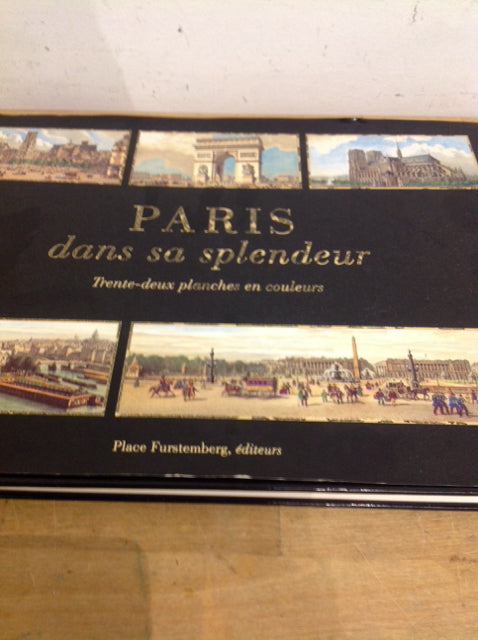 PARIS
dans sa splendeur
Trente-deux planches en couleurs
Place Furstemberg, éditeurs